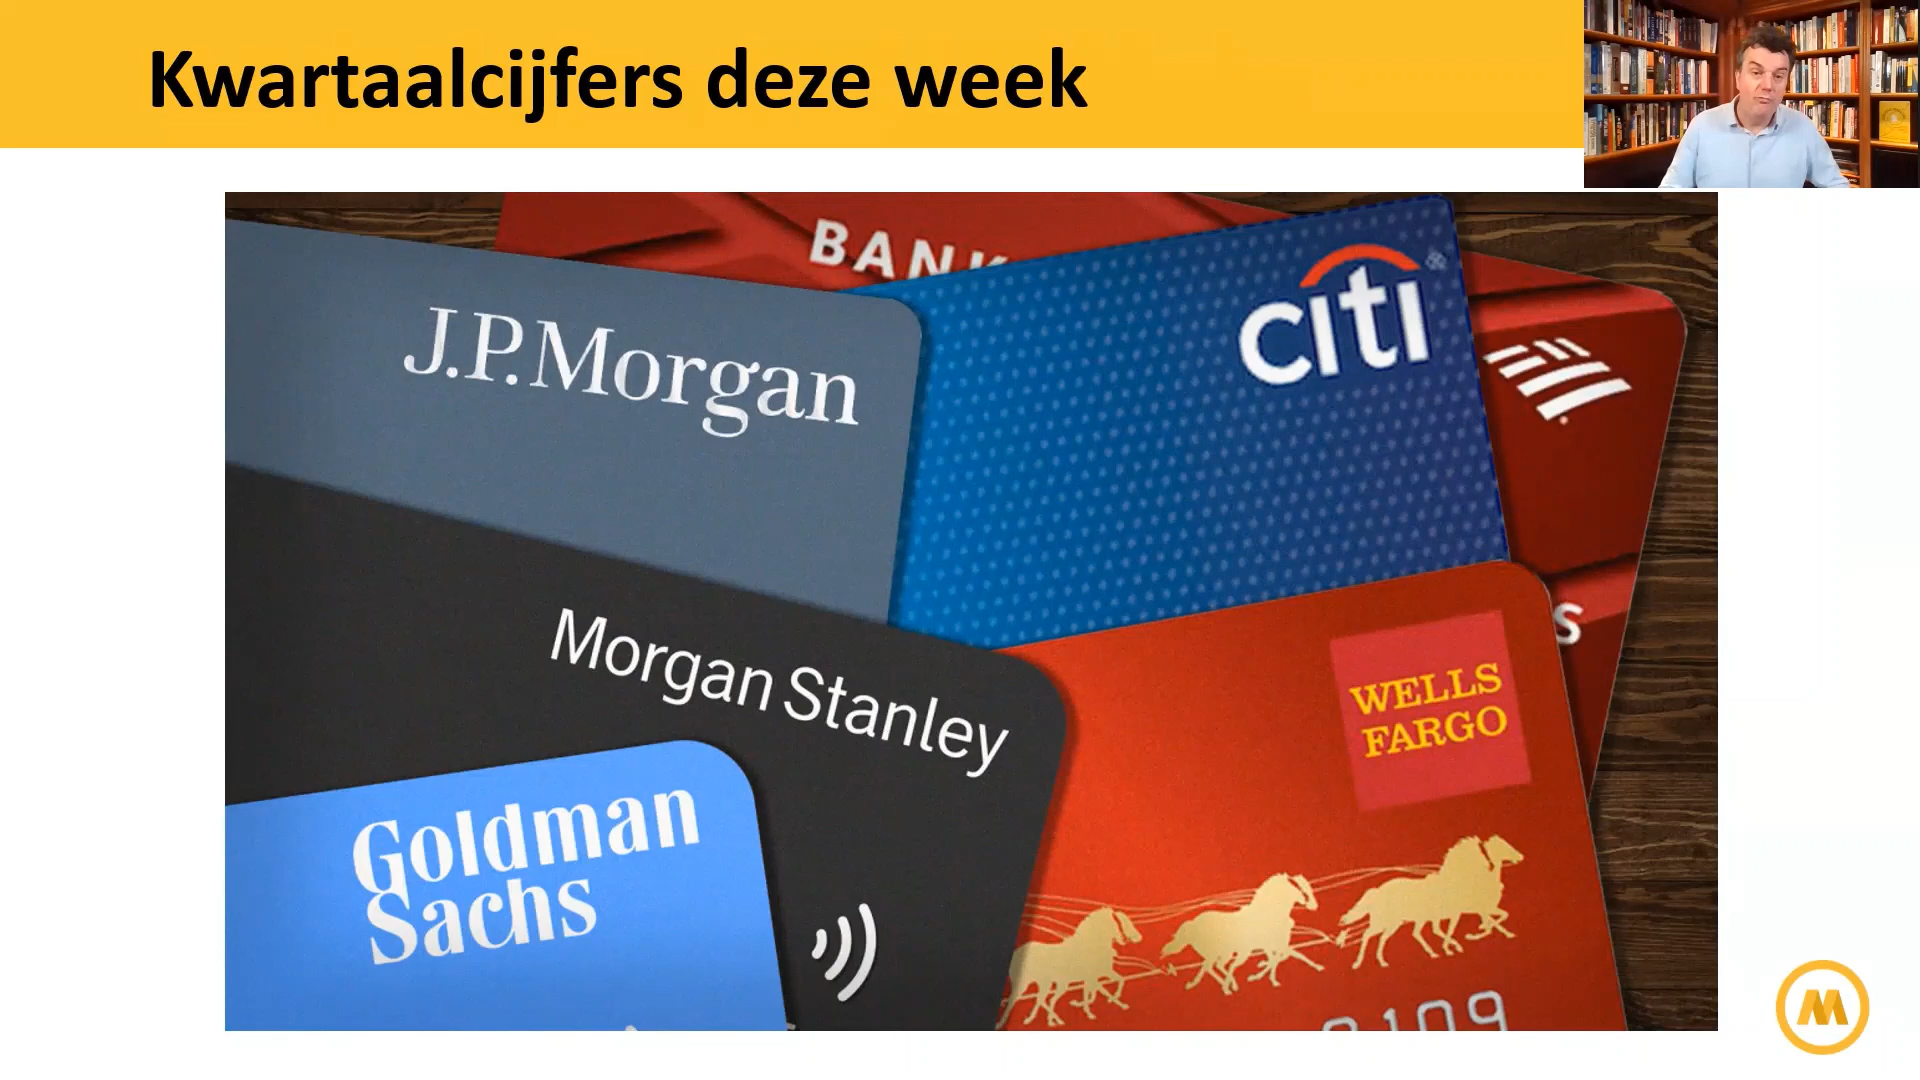 Kwartaalcijfers deze week
BANK
citi
J.P.Morgan
Morgan Stanley
WELLS
FARGO
Goldman
Sachs